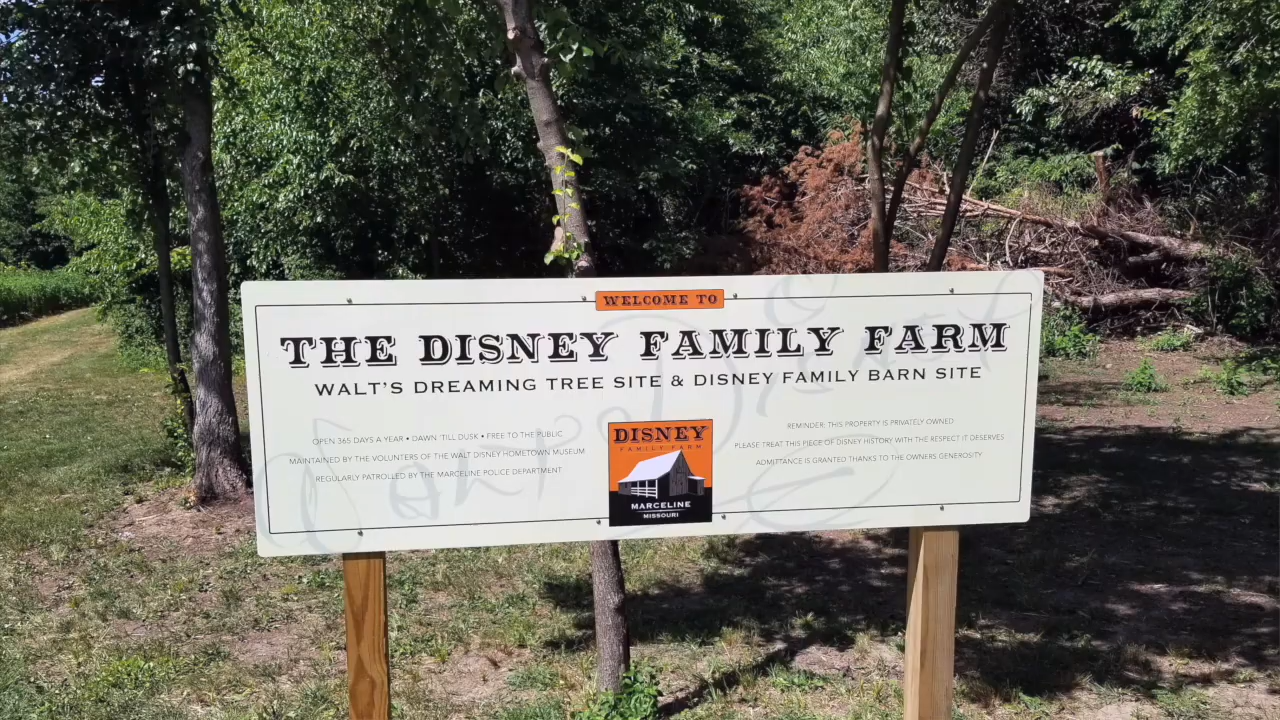 WELCOME TO
THE DISNEY FAMILY FARM
WALT'S DREAMING TREE SITE & DISNEY FAMILY BARN SITE
OPEN 365 DAYS A YEAR • DAWN 'TILL DUSK • FREE TO THE PUBLIC
MAINTAINED BY THE VOLUNTEERS OF THE WALT DISNEY HOMETOWN MUSEUM
REGULARLY PATROLLED BY THE MARCELINE POLICE DEPARTMENT
DISNEY
FAMILY FARM
MARCELINE
MISSOURI
REMINDER: THIS PROPERTY IS PRIVATELY OWNED
PLEASE TREAT THIS PIECE OF DISNEY HISTORY WITH THE RESPECT IT DESERVES
ADMITTANCE IS GRANTED THANKS TO THE OWNERS GENEROSITY